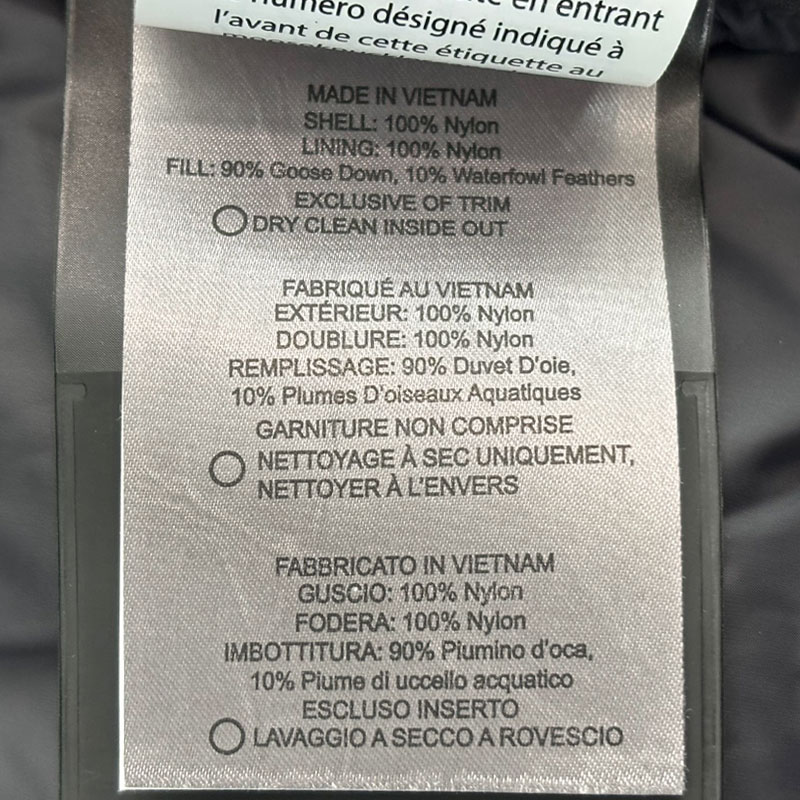 en entrant
numéro désigné indiqué à
l'avant de cette étiquette au
MADE IN VIETNAM
SHELL: 100% Nylon
LINING: 100% Nylon
FILL: 90% Goose Down, 10% Waterfowl Feathers
EXCLUSIVE OF TRIM
DRY CLEAN INSIDE OUT
FABRIQUÉ AU VIETNAM
EXTÉRIEUR: 100% Nylon
DOUBLURE: 100% Nylon
REMPLISSAGE: 90% Duvet D'oie,
10% Plumes D'oiseaux Aquatiques
GARNITURE NON COMPRISE
NETTOYAGE À SEC UNIQUEMENT,
NETTOYER À L'ENVERS
FABBRICATO IN VIETNAM
GUSCIO: 100% Nylon
FODERA: 100% Nylon
IMBOTTITURA: 90% Piumino d'oca,
10% Piume di uccello acquatico
ESCLUSO INSERTO
LAVAGGIO A SECCO A ROVESCIO